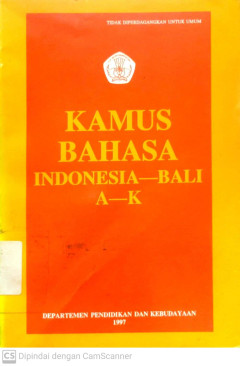 TIDAK DIPERDAGANGKAN UNTUK UMUM
KAMUS
BAHASA
INDONESIA—BALI
A—K
DEPARTEMEN PENDIDIKAN DAN KEBUDAYAAN
1997
CS Dipindai dengan CamScanner